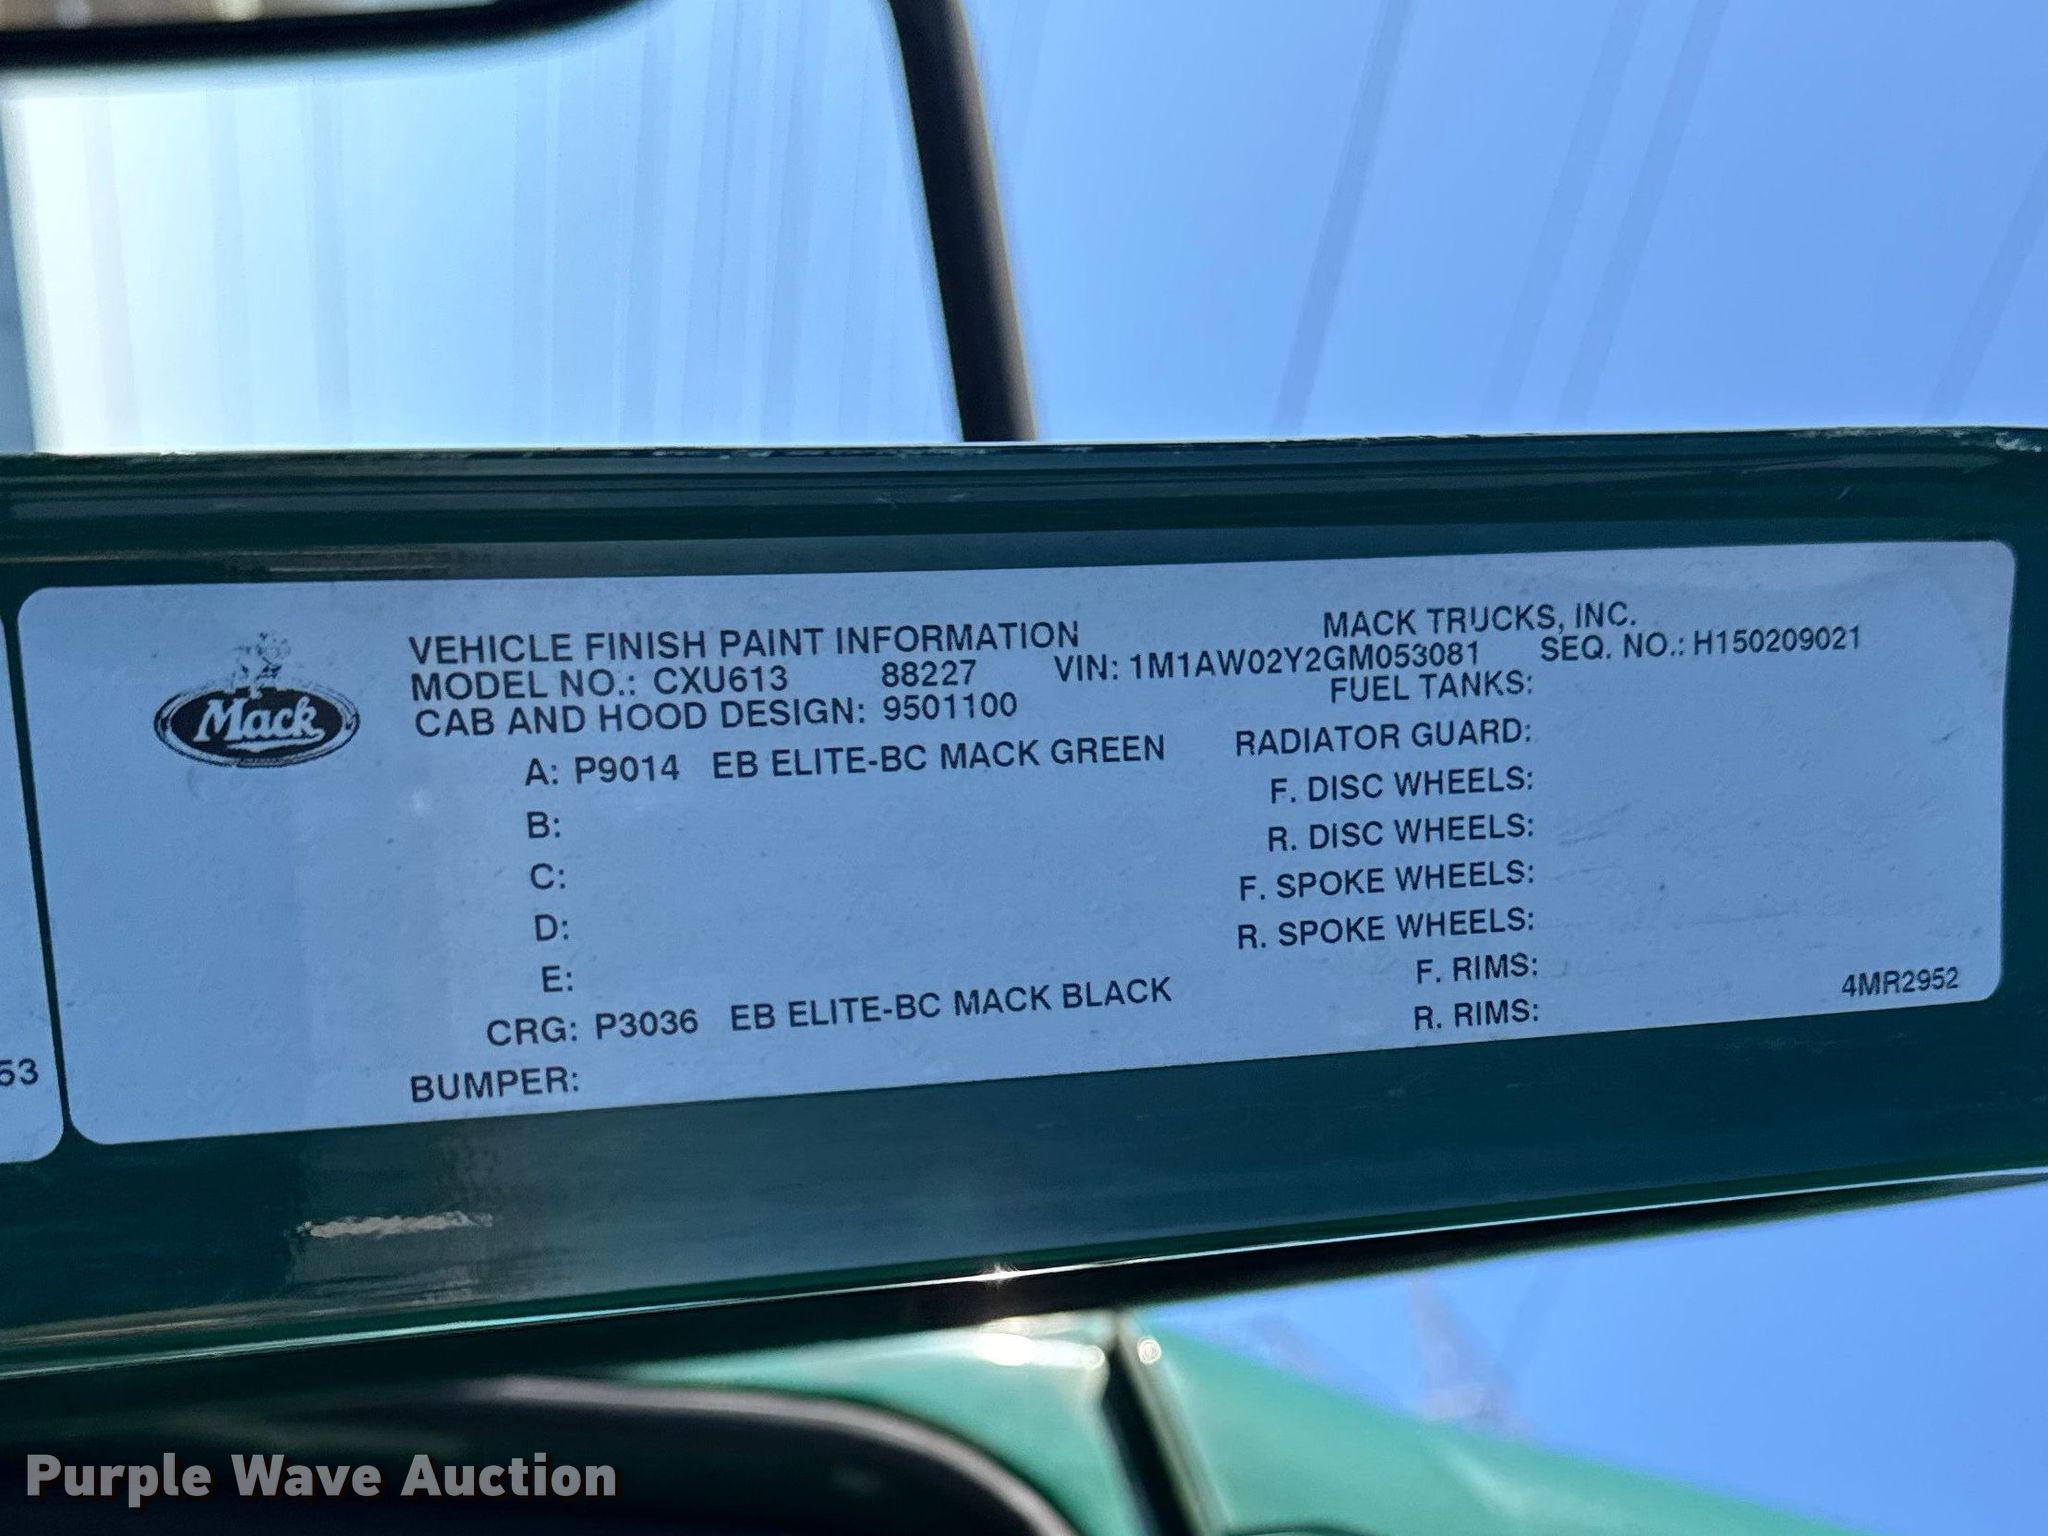 Mack
VEHICLE FINISH PAINT INFORMATION MACK TRUCKS, INC.
MODEL NO.: CXU613 88227 VIN: 1M1AW02Y2GM053081 SEQ. NO.: H150209021
CAB AND HOOD DESIGN: 9501100 FUEL TANKS:
A: P9014 EB ELITE-BC MACK GREEN RADIATOR GUARD:
B: F. DISC WHEELS:
C: R. DISC WHEELS:
D: F. SPOKE WHEELS:
E: R. SPOKE WHEELS:
CRG: P3036 EB ELITE-BC MACK BLACK F. RIMS:
BUMPER: R. RIMS:
4MR2952
53
Purple Wave Auction